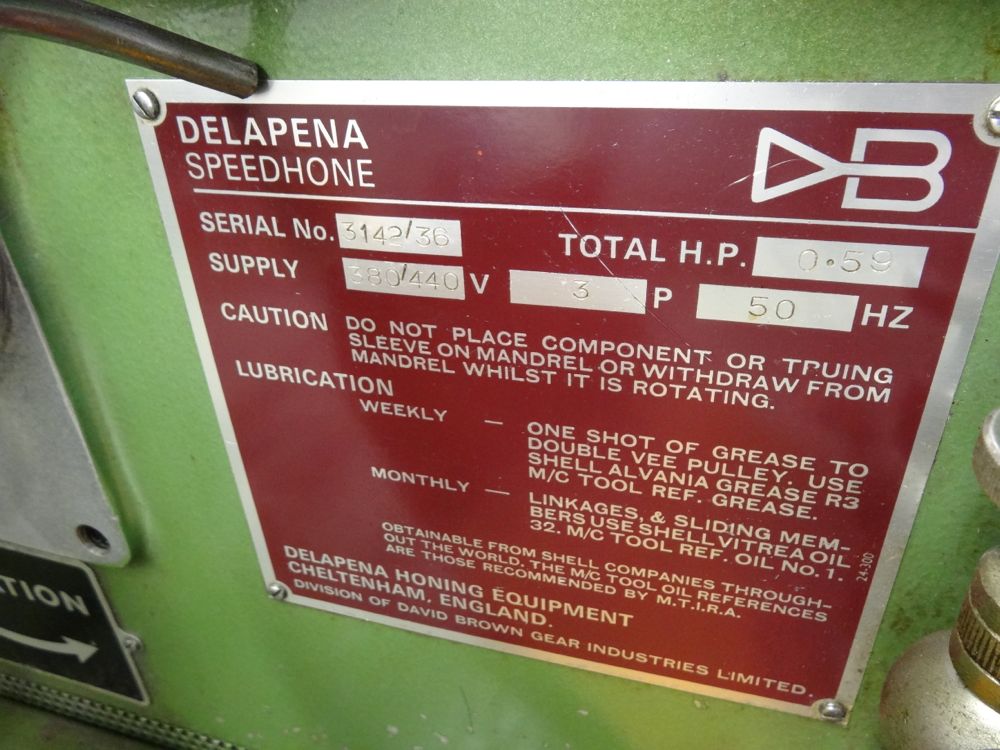 DELAPENA
SPEEDHONE
DB
SERIAL No. 3142/36 TOTAL H.P. 0.59
SUPPLY 380/440 V 3 P 50 HZ
CAUTION DO NOT PLACE COMPONENT OR TRUING
SLEEVE ON MANDREL OR WITHDRAW FROM
MANDREL WHILST IT IS ROTATING.
LUBRICATION
WEEKLY — ONE SHOT OF GREASE TO
DOUBLE VEE PULLEY. USE
SHELL ALVANIA GREASE R3
M/C TOOL REF. GREASE.
MONTHLY — LINKAGES, & SLIDING MEM-
BERS USE SHELL VITREA OIL
32. M/C TOOL REF. OIL NO. 1.
OBTAINABLE FROM SHELL COMPANIES THROUGH-
OUT THE WORLD. THE M/C TOOL OIL REFERENCES
ARE THOSE RECOMMENDED BY M.T.I.R.A.
24-300
DELAPENA HONING EQUIPMENT
CHELTENHAM, ENGLAND.
DIVISION OF DAVID BROWN GEAR INDUSTRIES LIMITED.
ATION